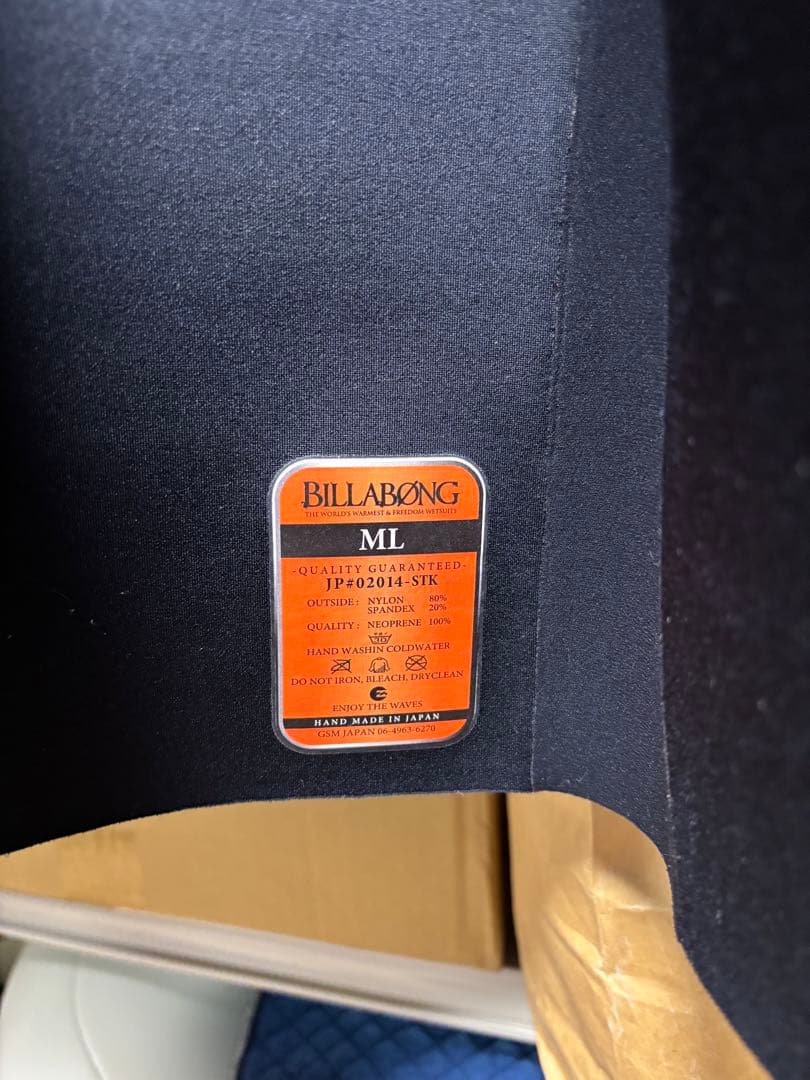 BILLABØNG
THE WORLD'S WARMEST & FREEDOM WETSUITS
ML
-QUALITY GUARANTEED-
JP#02014-STK
OUTSIDE : NYLON 80%
SPANDEX 20%
QUALITY : NEOPRENE 100%
30
HAND WASHIN COLDWATER
DO NOT IRON, BLEACH, DRYCLEAN
ENJOY THE WAVES
HAND MADE IN JAPAN
GSM JAPAN 06-4963-6270